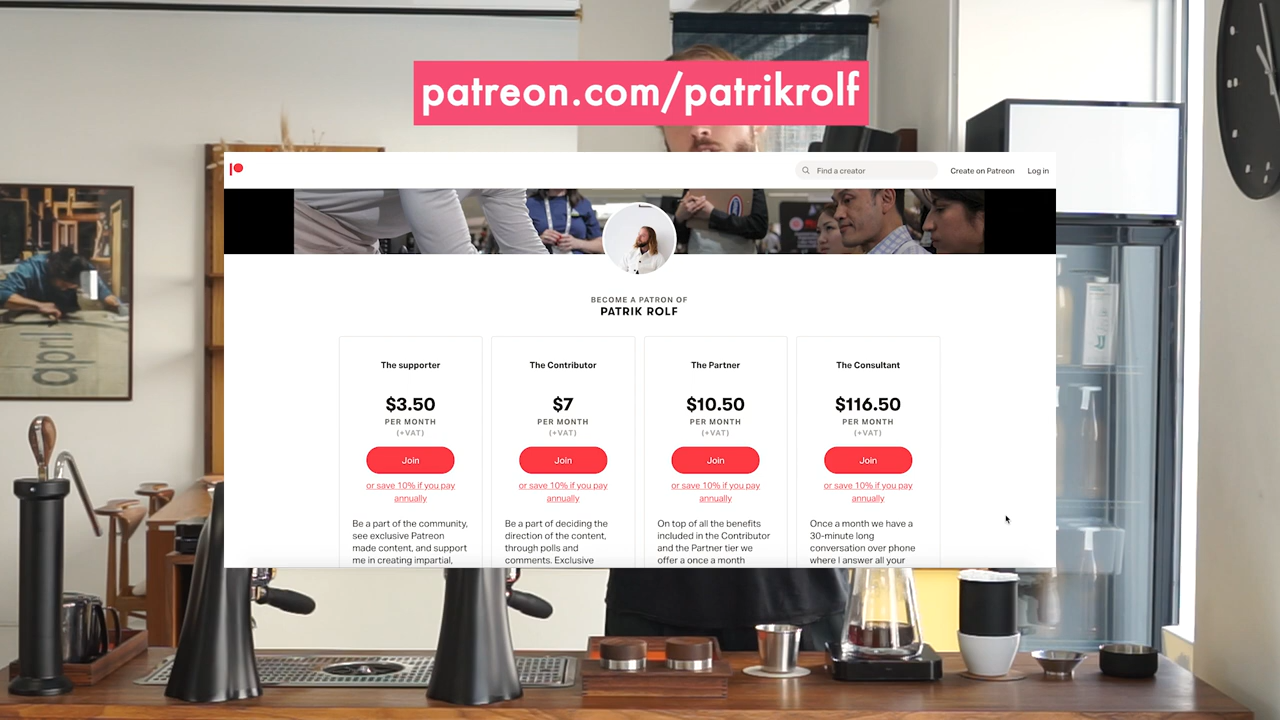 patreon.com/patrikrolf
Find a creator
Create on Patreon
Log in
BECOME A PATRON OF
PATRIK ROLF
The supporter
$3.50
PER MONTH
(+VAT)
Join
or save 10% if you pay
annually
Be a part of the community,
see exclusive Patreon
made content, and support
me in creating impartial,
The Contributor
$7
PER MONTH
(+VAT)
Join
or save 10% if you pay
annually
Be a part of deciding the
direction of the content,
through polls and
comments. Exclusive
The Partner
$10.50
PER MONTH
(+VAT)
Join
or save 10% if you pay
annually
On top of all the benefits
included in the Contributor
and the Partner tier we
offer a once a month
The Consultant
$116.50
PER MONTH
(+VAT)
Join
or save 10% if you pay
annually
Once a month we have a
30-minute long
conversation over phone
where I answer all your
april